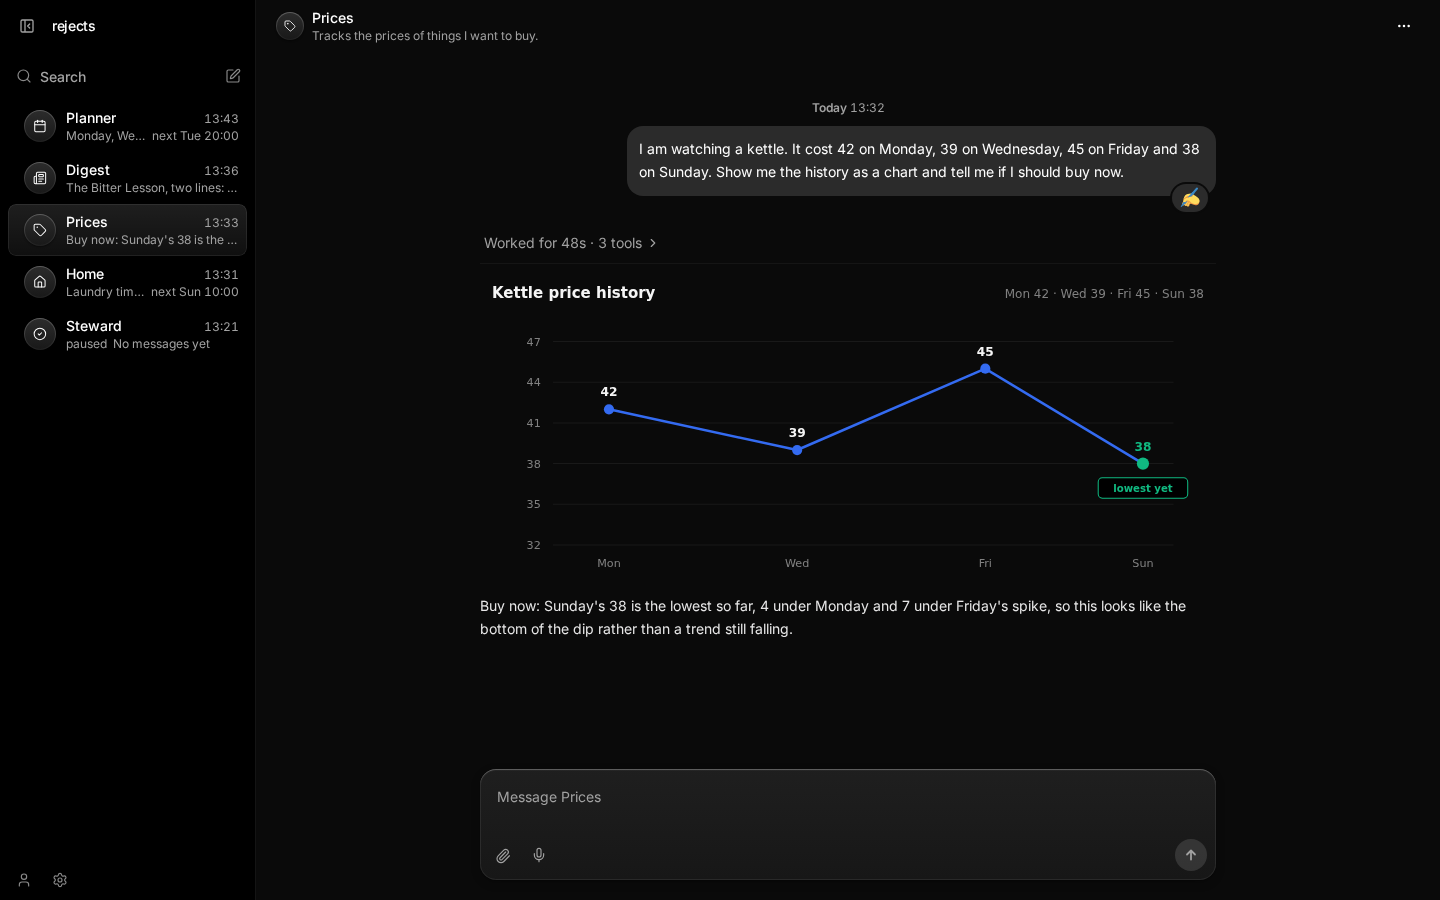 rejects
Search
Planner 13:43
Monday, We... next Tue 20:00
Digest 13:36
The Bitter Lesson, two lines: ...
Prices 13:33
Buy now: Sunday's 38 is the ...
Home 13:31
Laundry tim... next Sun 10:00
Steward 13:21
paused No messages yet
Prices
Tracks the prices of things I want to buy.
Today 13:32
I am watching a kettle. It cost 42 on Monday, 39 on Wednesday, 45 on Friday and 38
on Sunday. Show me the history as a chart and tell me if I should buy now.
Worked for 48s · 3 tools
Kettle price history
Mon 42 · Wed 39 · Fri 45 · Sun 38
47
44
41
38
35
32
42
39
45
38
lowest yet
Mon Wed Fri Sun
Buy now: Sunday's 38 is the lowest so far, 4 under Monday and 7 under Friday's spike, so this looks like the
bottom of the dip rather than a trend still falling.
Message Prices